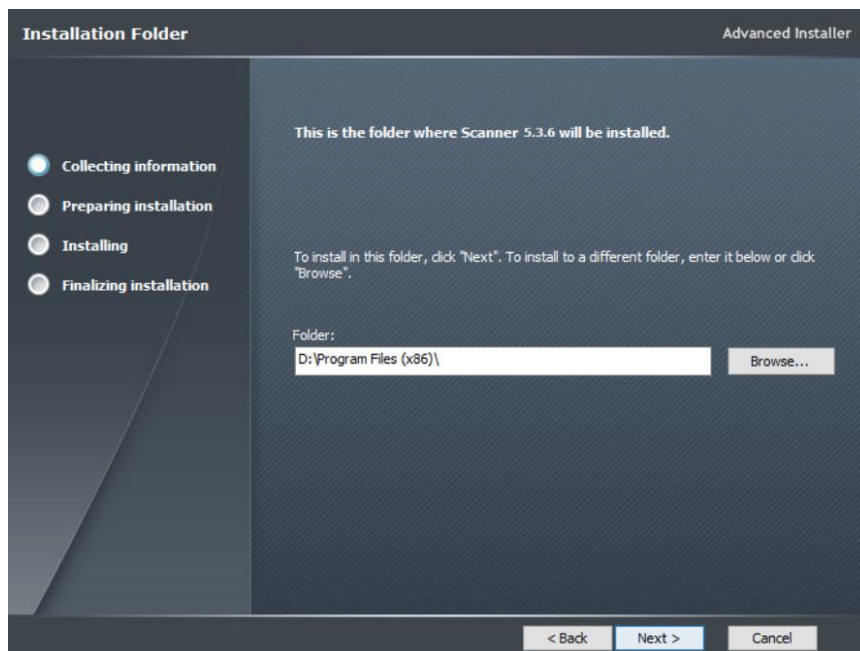 Installation Folder
Advanced Installer
This is the folder where Scanner 5.3.6 will be installed.
Collecting information
Preparing installation
Installing
Finalizing installation
To install in this folder, click "Next". To install to a different folder, enter it below or click
"Browse".
Folder:
D:\Program Files (x86)\
Browse...
< Back
Next >
Cancel